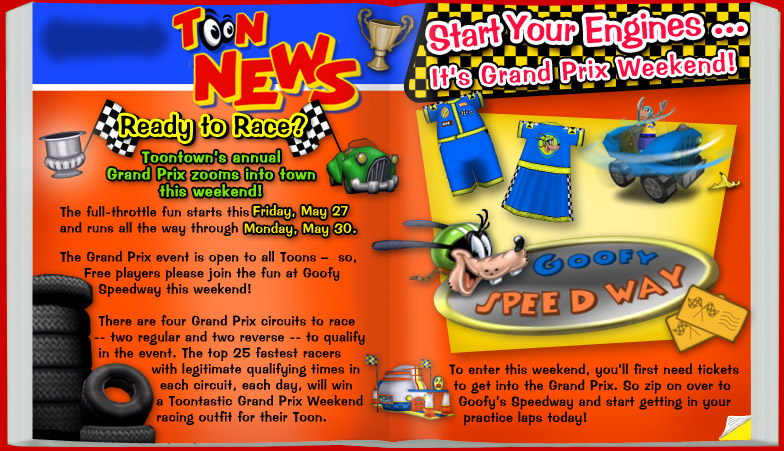 TOON
NEWS
Ready to Race?
Toontown's annual
Grand Prix zooms into town
this weekend!
The full-throttle fun starts this Friday, May 27
and runs all the way through Monday, May 30.
The Grand Prix event is open to all Toons – so,
Free players please join the fun at Goofy
Speedway this weekend!
There are four Grand Prix circuits to race
-- two regular and two reverse -- to qualify
in the event. The top 25 fastest racers
with legitimate qualifying times in
each circuit, each day, will win
a Toontastic Grand Prix Weekend
racing outfit for their Toon.
Start Your Engines ...
It's Grand Prix Weekend!
GOOFY
SPEEDWAY
To enter this weekend, you'll first need tickets
to get into the Grand Prix. So zip on over to
Goofy's Speedway and start getting in your
practice laps today!